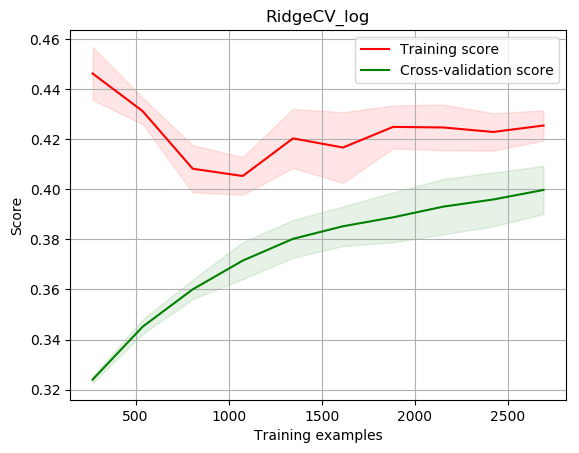 RidgeCV_log
0.46
0.44
0.42
0.40
0.38
0.36
0.34
0.32
Score
Training score
Cross-validation score
500
1000
1500
2000
2500
Training examples